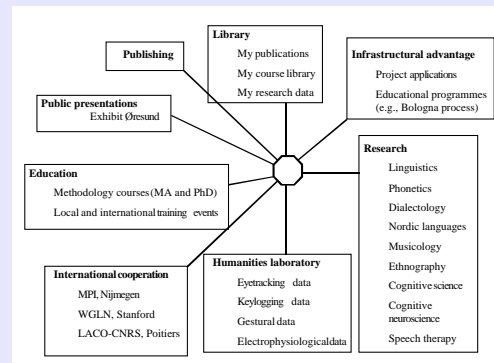 Library
My publications
My course library
My research data
Infrastructural advantage
Project applications
Educational programmes
(e.g., Bologna process)
Publishing
Public presentations
Exhibit Øresund
Research
Linguistics
Phonetics
Dialectology
Nordic languages
Musicology
Ethnography
Cognitive science
Cognitive
neuroscience
Speech therapy
Education
Methodology courses (MA and PhD)
Local and international training events
International cooperation
MPI, Nijmegen
WGLN, Stanford
LACO-CNRS, Poitiers
Humanities laboratory
Eyetracking data
Keylogging data
Gestural data
Electrophysiological data